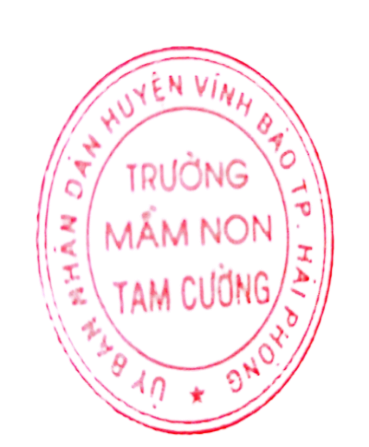 ỦY BAN NHÂN DÂN HUYỆN VĨNH BẢO TP. HẢI PHÒNG
TRƯỜNG
MẦM NON
TAM CƯỜNG
★